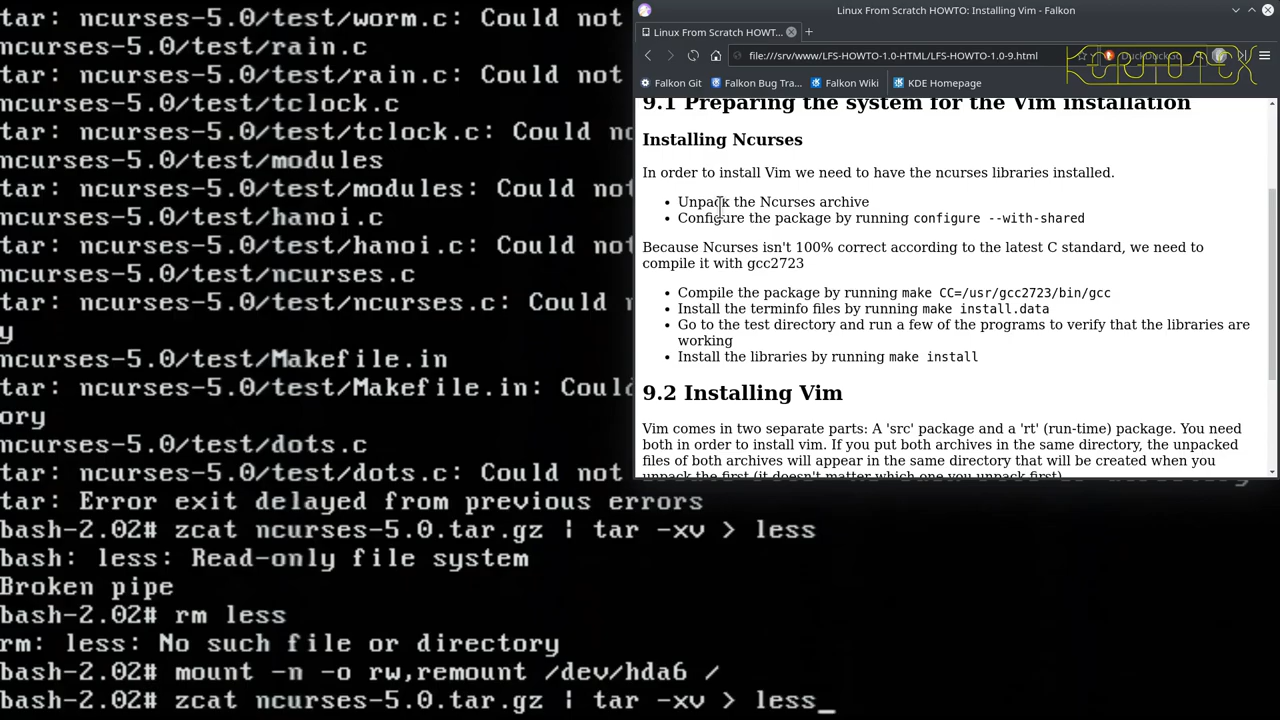 tar: ncurses-5.0/test/worm.c: Could not
ncurses-5.0/test/rain.c
tar: ncurses-5.0/test/rain.c: Could not
ncurses-5.0/test/tclock.c
tar: ncurses-5.0/test/tclock.c: Could n
ncurses-5.0/test/modules
tar: ncurses-5.0/test/modules: Could not
ncurses-5.0/test/hanoi.c
tar: ncurses-5.0/test/hanoi.c: Could not
ncurses-5.0/test/ncurses.c
tar: ncurses-5.0/test/ncurses.c: Could
y
ncurses-5.0/test/Makefile.in
tar: ncurses-5.0/test/Makefile.in: Could
ory
ncurses-5.0/test/dots.c
tar: ncurses-5.0/test/dots.c: Could not
tar: Error exit delayed from previous errors
bash-2.02# zcat ncurses-5.0.tar.gz | tar -xv > less
bash: less: Read-only file system
Broken pipe
bash-2.02# rm less
rm: less: No such file or directory
bash-2.02# mount -n -o rw,remount /dev/hda6 /
bash-2.02# zcat ncurses-5.0.tar.gz | tar -xv > less_
Linux From Scratch HOWTO: Installing Vim - Falkon
Linux From Scratch HOWT...
file:///srv/www/LFS-HOWTO-1.0-HTML/LFS-HOWTO-1.0-9.html
Falkon Git Falkon Bug Tra... Falkon Wiki KDE Homepage
9.1 Preparing the system for the Vim installation
Installing Ncurses
In order to install Vim we need to have the ncurses libraries installed.
• Unpack the Ncurses archive
• Configure the package by running configure --with-shared
Because Ncurses isn't 100% correct according to the latest C standard, we need to
compile it with gcc2723
• Compile the package by running make CC=/usr/gcc2723/bin/gcc
• Install the terminfo files by running make install.data
• Go to the test directory and run a few of the programs to verify that the libraries are
working
• Install the libraries by running make install
9.2 Installing Vim
Vim comes in two separate parts: A 'src' package and a 'rt' (run-time) package. You need
both in order to install vim. If you put both archives in the same directory, the unpacked
files of both archives will appear in the same directory that will be created when you